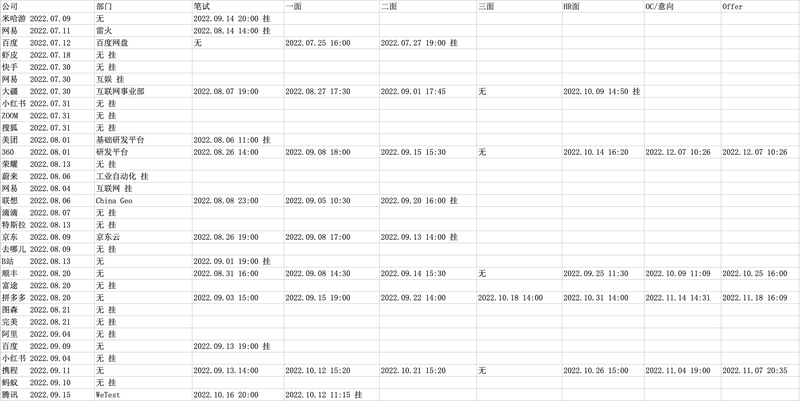 公司 部门 笔试 一面 二面 三面 HR面 OC/意向 Offer
米哈游 2022.07.09 无 2022.09.14 20:00 挂
网易 2022.07.11 雷火 2022.08.14 14:00 挂
百度 2022.07.12 百度网盘 无 2022.07.25 16:00 2022.07.27 19:00 挂
虾皮 2022.07.18 无 挂
快手 2022.07.30 无 挂
网易 2022.07.30 互娱 挂
大疆 2022.07.30 互联网事业部 2022.08.07 19:00 2022.08.27 17:30 2022.09.01 17:45 无 2022.10.09 14:50 挂
小红书 2022.07.31 无 挂
ZOOM 2022.07.31 无 挂
搜狐 2022.07.31 无 挂
美团 2022.08.01 基础研发平台 2022.08.06 11:00 挂
360 2022.08.01 研发平台 2022.08.26 14:00 2022.09.08 18:00 2022.09.15 15:30 无 2022.10.14 16:20 2022.12.07 10:26 2022.12.07 10:26
荣耀 2022.08.13 无 挂
蔚来 2022.08.06 工业自动化 挂
网易 2022.08.04 互联网 挂
联想 2022.08.06 China Geo 2022.08.08 23:00 2022.09.05 10:30 2022.09.20 16:00 挂
滴滴 2022.08.07 无 挂
特斯拉 2022.08.13 无 挂
京东 2022.08.09 京东云 2022.08.26 19:00 2022.09.08 17:00 2022.09.13 14:00 挂
去哪儿 2022.08.09 无 挂
B站 2022.08.13 无 2022.09.01 19:00 挂
顺丰 2022.08.20 无 2022.08.31 16:00 2022.09.08 14:30 2022.09.14 15:30 无 2022.09.25 11:30 2022.10.09 11:09 2022.10.25 16:00
富途 2022.08.20 无 挂
拼多多 2022.08.20 无 2022.09.03 15:00 2022.09.15 19:00 2022.09.22 14:00 2022.10.18 14:00 2022.10.31 14:00 2022.11.14 14:31 2022.11.18 16:09
图森 2022.08.21 无 挂
完美 2022.08.21 无 挂
阿里 2022.09.04 无 挂
百度 2022.09.09 无 2022.09.13 19:00 挂
小红书 2022.09.04 无 挂
携程 2022.09.11 无 2022.09.13.14:00 2022.10.12 15:20 2022.10.21 15:20 无 2022.10.26 15:00 2022.11.04 19:00 2022.11.07 20:35
蚂蚁 2022.09.10 无 挂
腾讯 2022.09.15 WeTest 2022.10.16 20:00 2022.10.12 11:15 挂